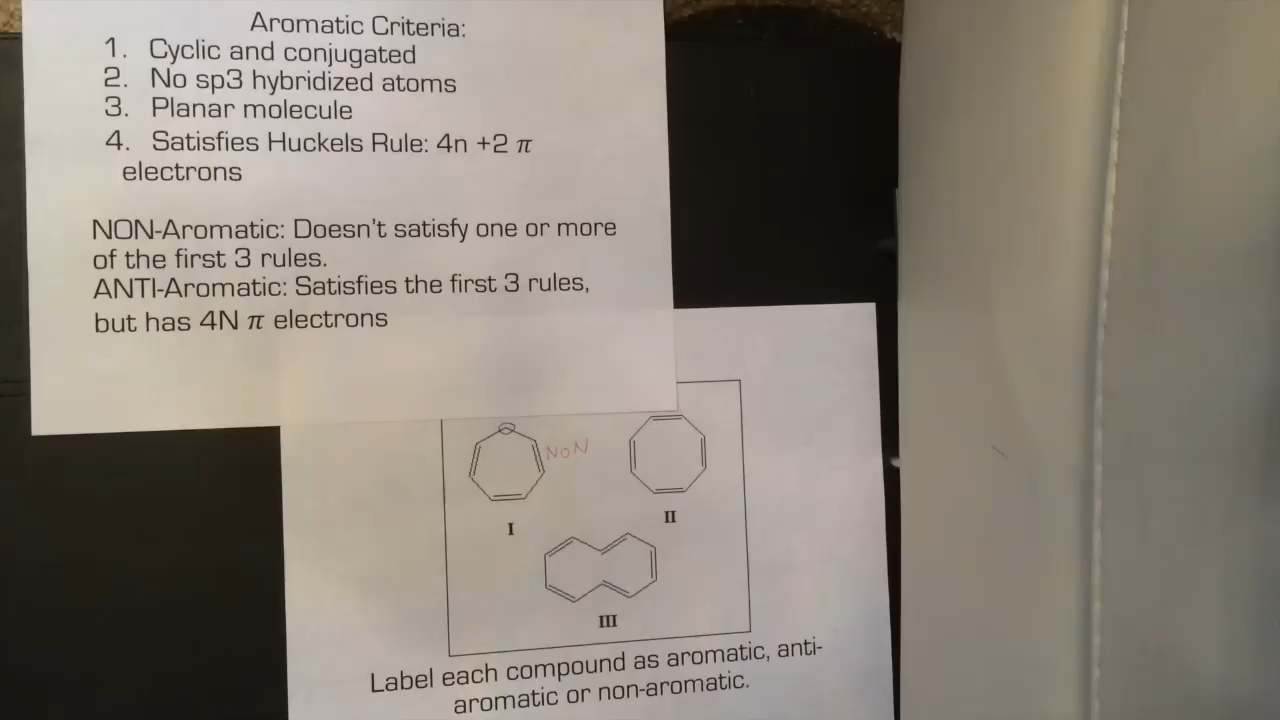 Aromatic Criteria:
1. Cyclic and conjugated
2. No sp3 hybridized atoms
3. Planar molecule
4. Satisfies Huckels Rule: 4n +2 π
electrons
NON-Aromatic: Doesn't satisfy one or more
of the first 3 rules.
ANTI-Aromatic: Satisfies the first 3 rules,
but has 4N π electrons
NON
I
II
III
Label each compound as aromatic, anti-
aromatic or non-aromatic.